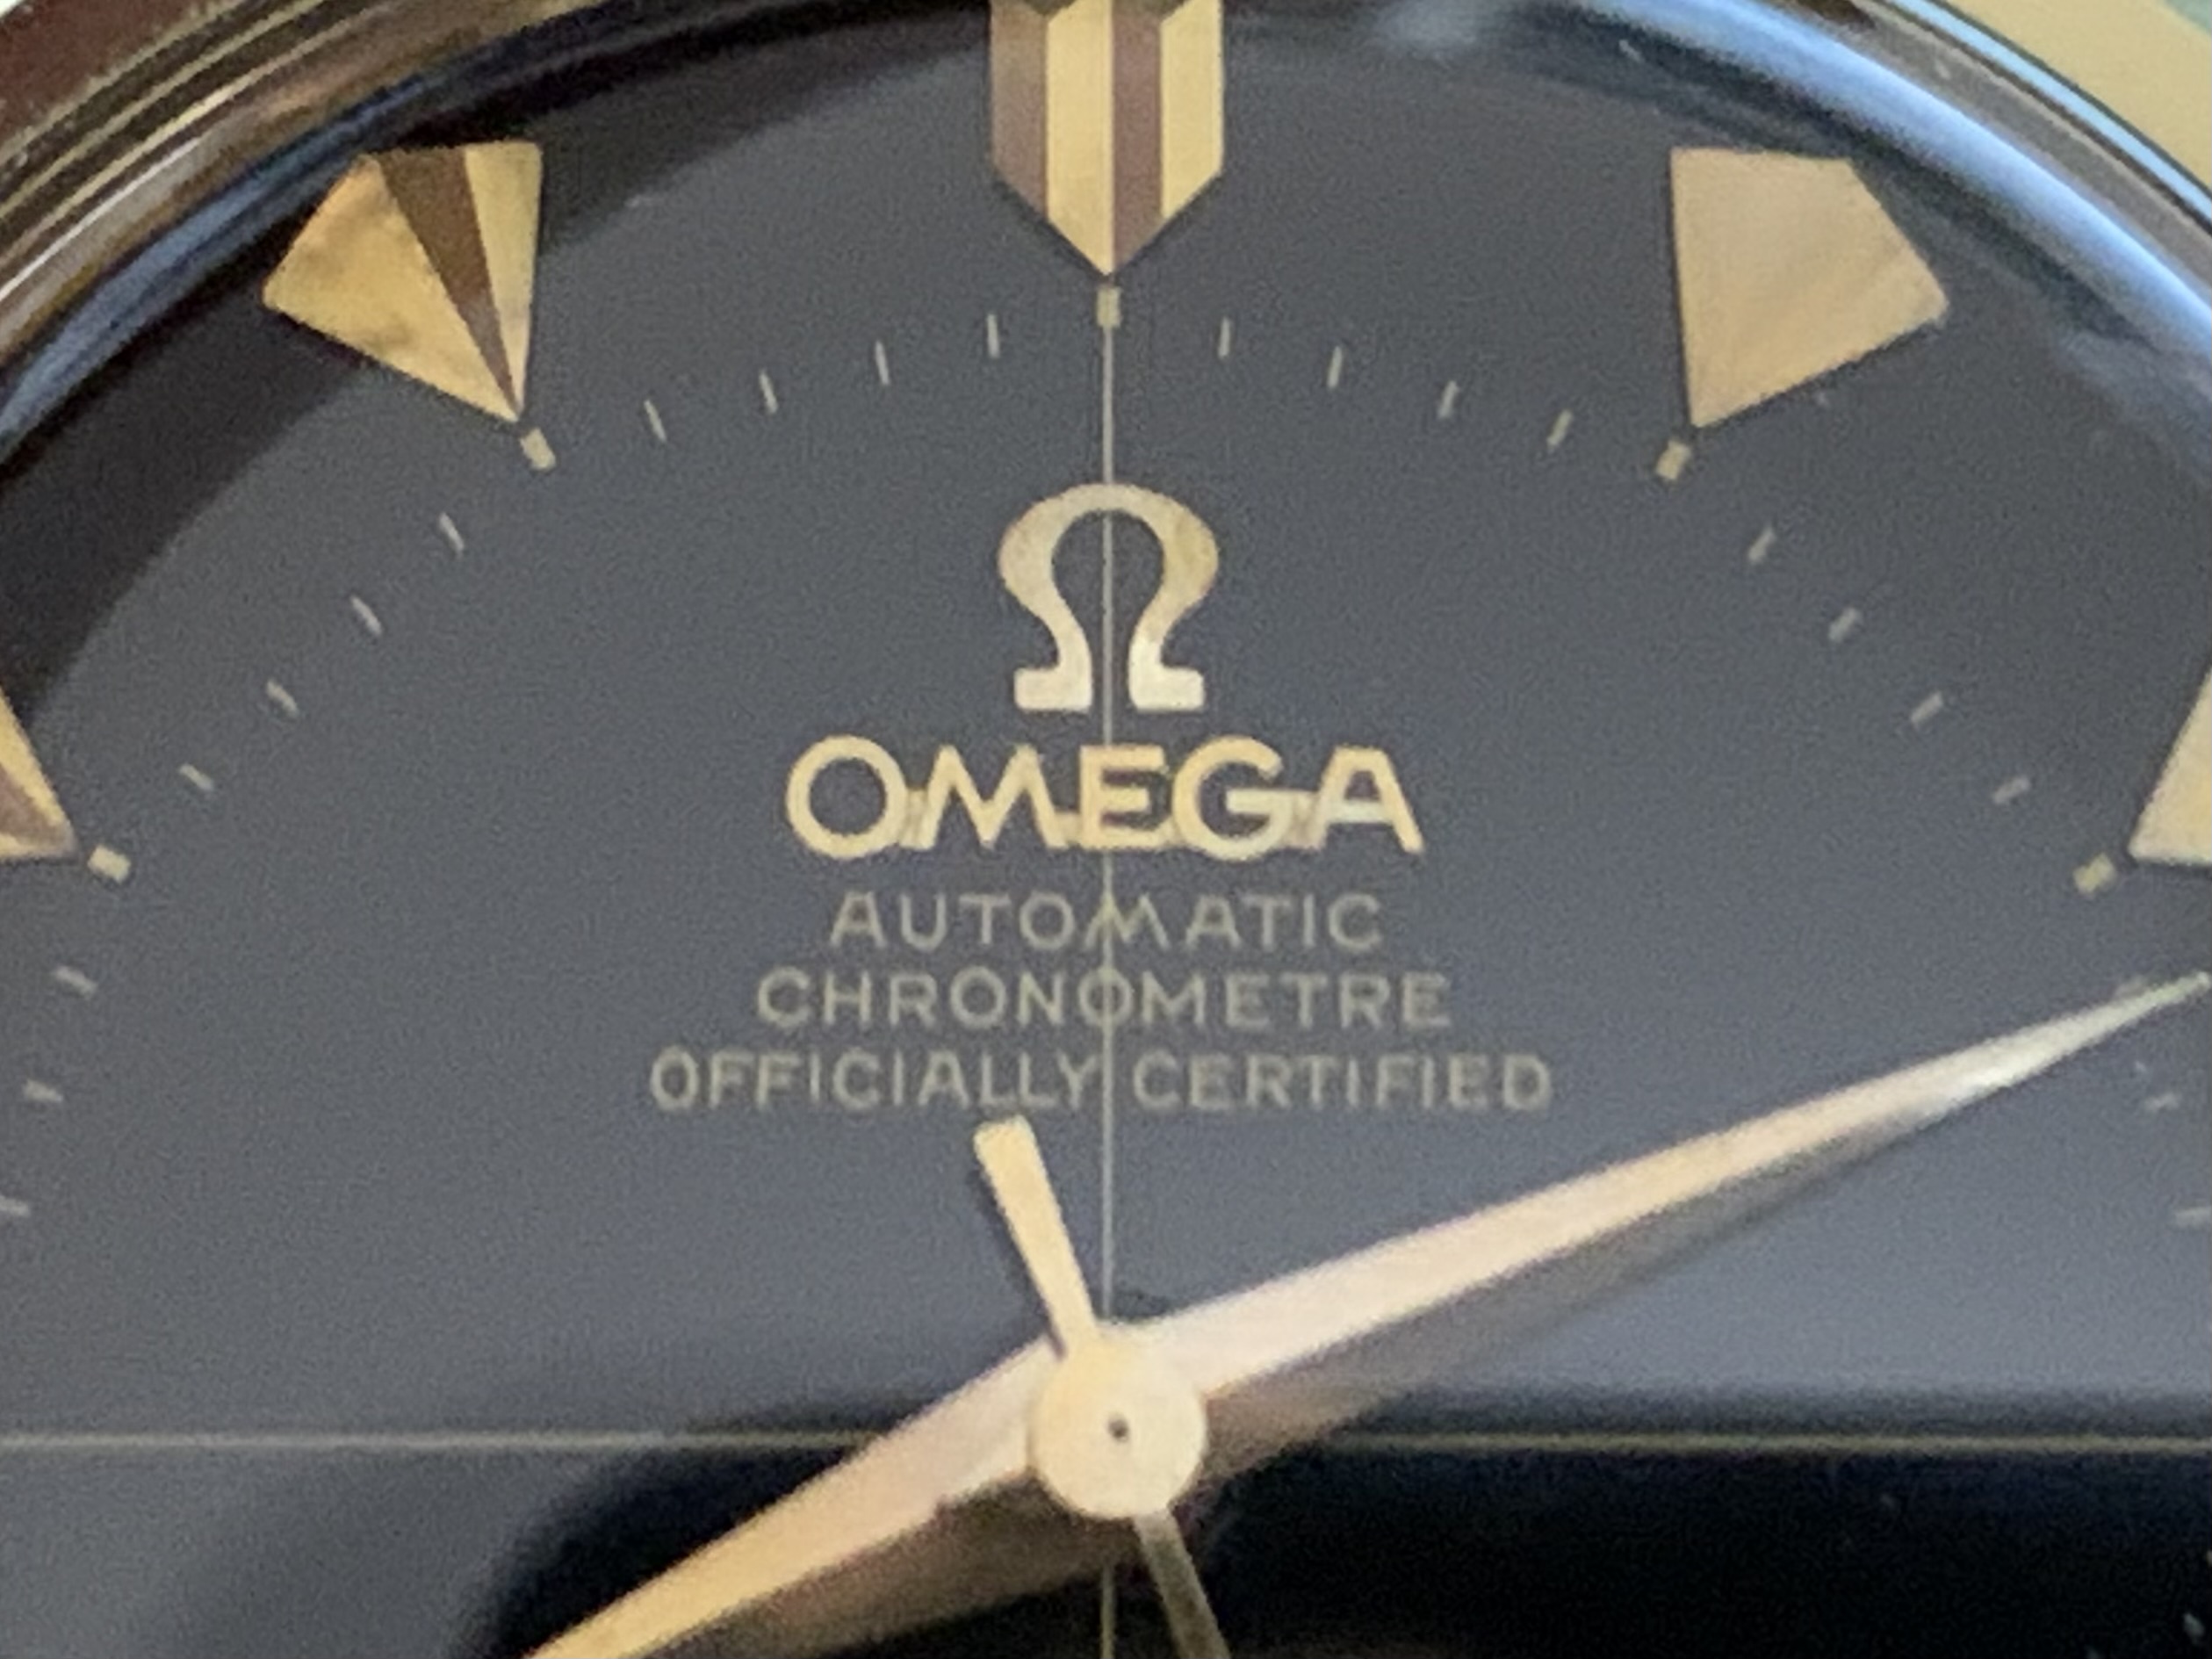 Ω
OMEGA
AUTOMATIC
CHRONOMETRE
OFFICIALLY CERTIFIED